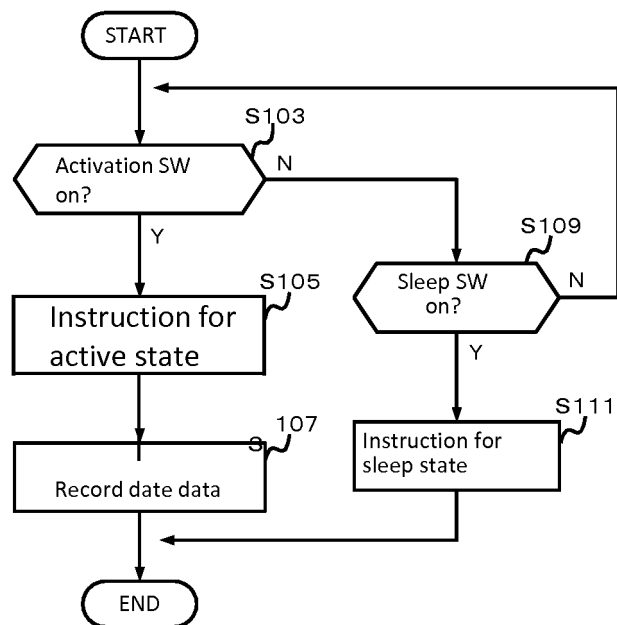 START
S103
Activation SW
on?
N
Y
S109
Sleep SW
on?
N
Y
S105
Instruction for
active state
S111
Instruction for
sleep state
S 107
Record date data
END